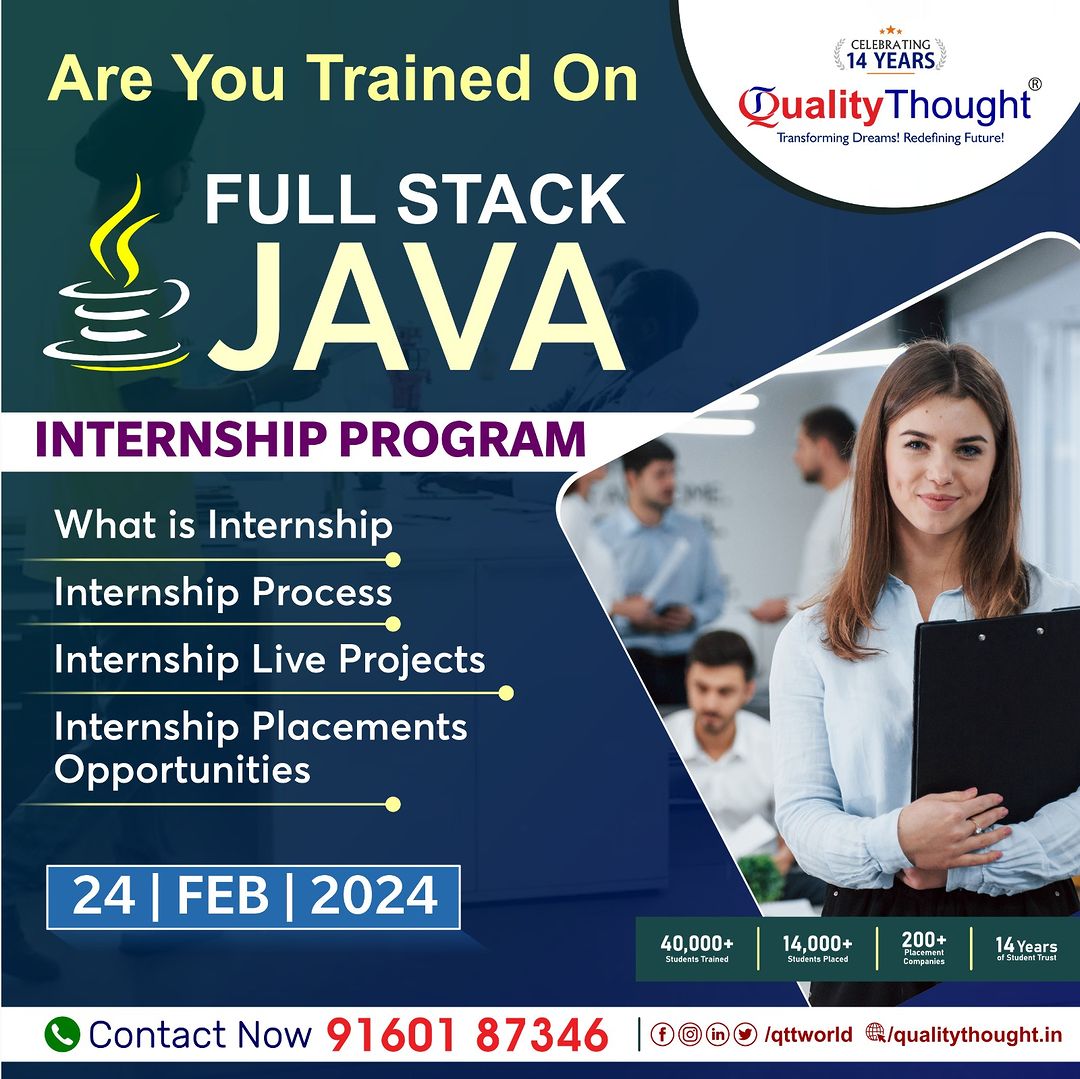 Are You Trained On
CELEBRATING
14 YEARS
QualityThought®
Transforming Dreams! Redefining Future!
FULL STACK
JAVA
INTERNSHIP PROGRAM
What is Internship
Internship Process
Internship Live Projects
Internship Placements
Opportunities
24 | FEB | 2024
40,000+
Students Trained
14,000+
Students Placed
200+
Placement
Companies
14 Years
of Student Trust
Contact Now 91601 87346
/qttworld
/qualitythought.in